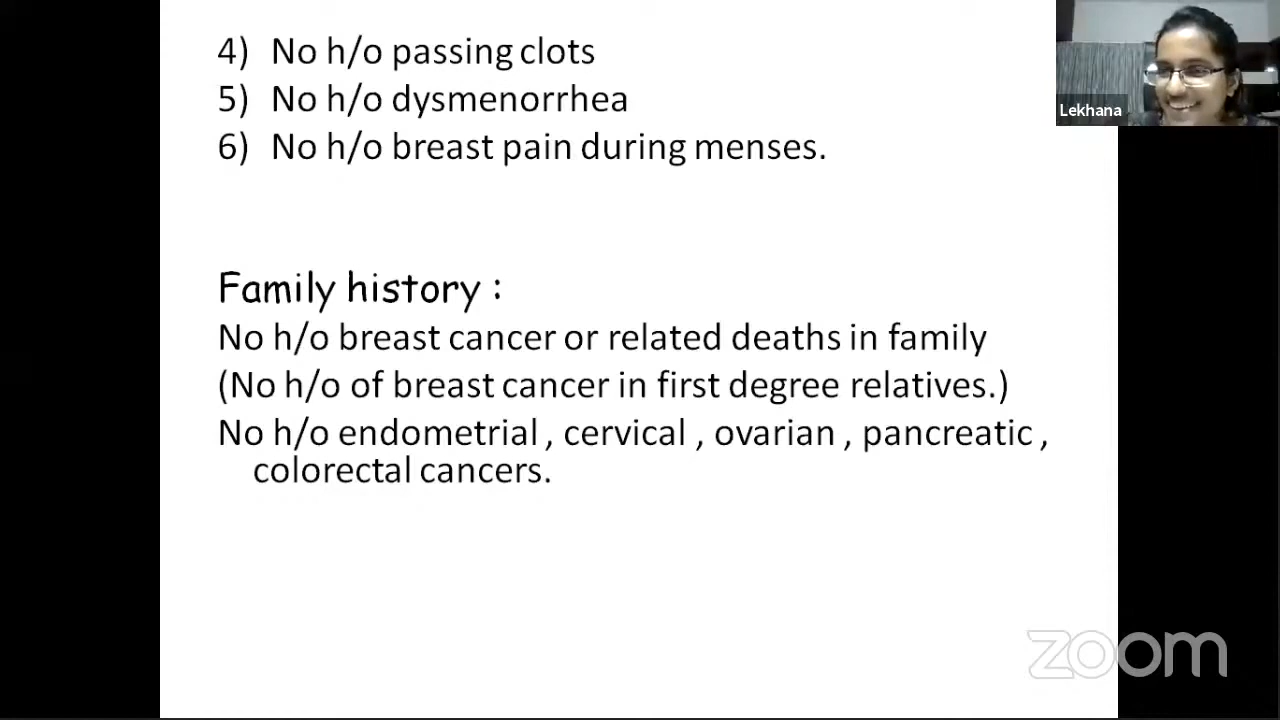 4) No h/o passing clots
5) No h/o dysmenorrhea
6) No h/o breast pain during menses.
Lekhana
Family history :
No h/o breast cancer or related deaths in family
(No h/o of breast cancer in first degree relatives.)
No h/o endometrial , cervical , ovarian , pancreatic ,
colorectal cancers.
zoom